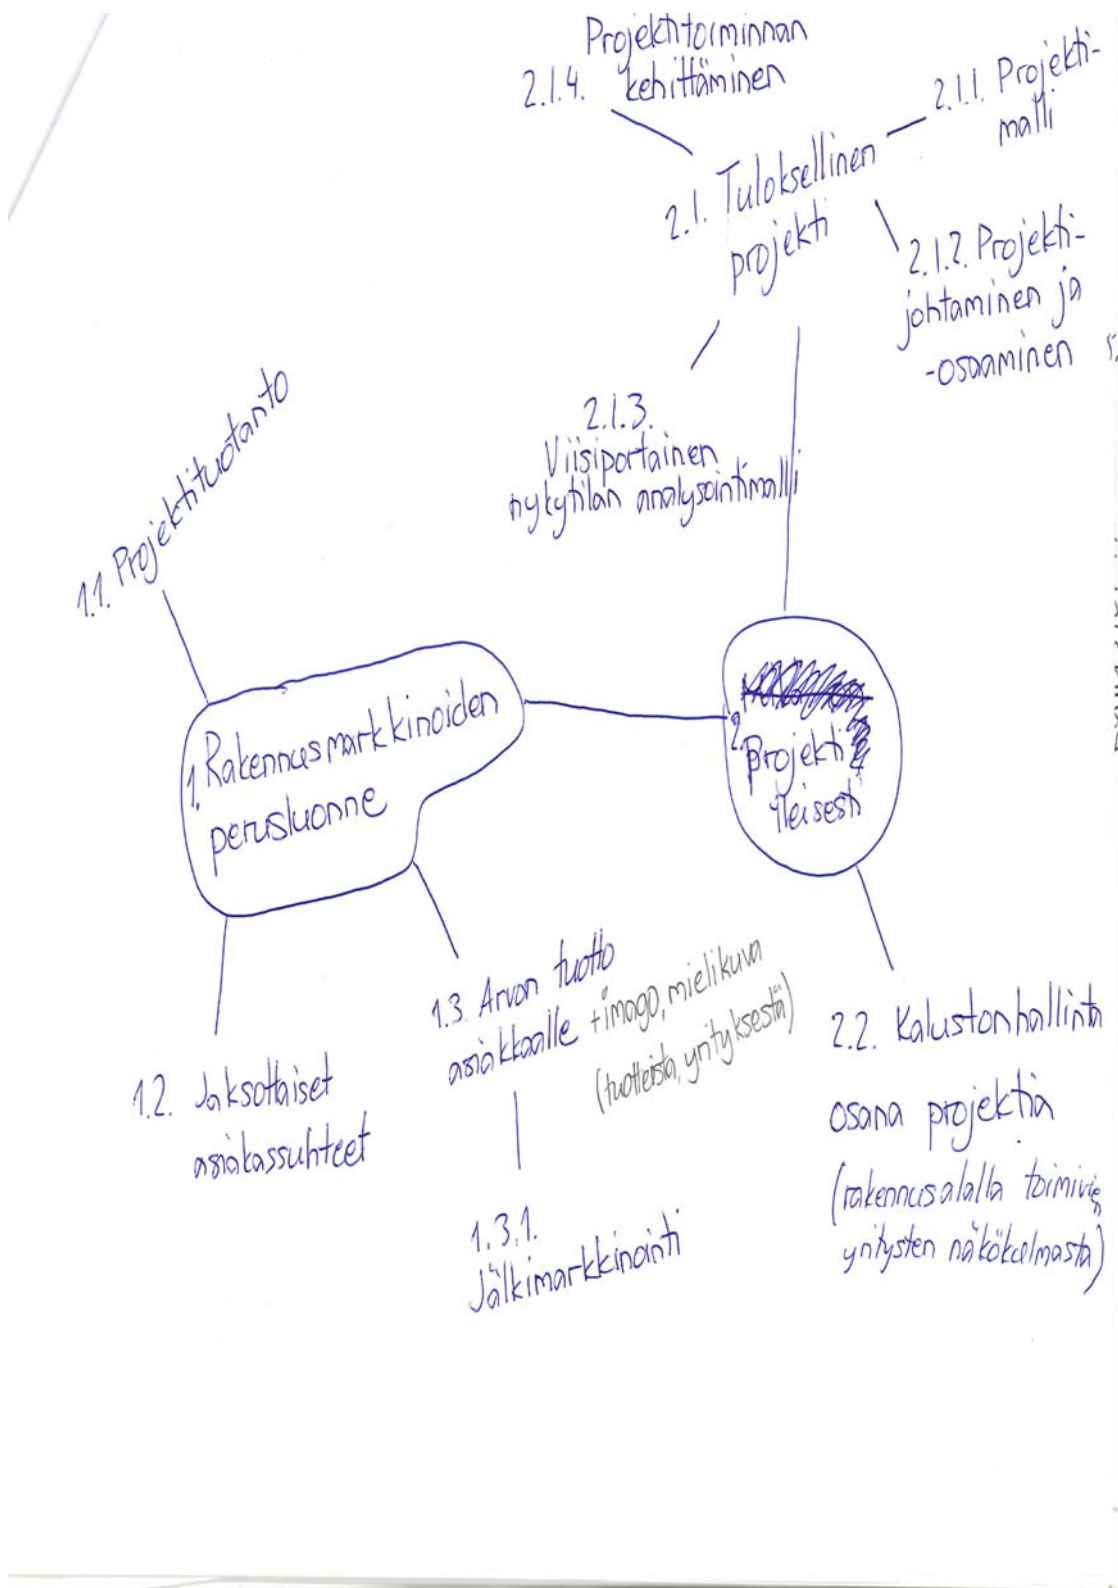 Projektitoiminnan
2.1.4. kehittäminen
2.1.1. Projekti-
malli
2.1. Tuloksellinen
projekti
2.1.2. Projekti-
johtaminen ja
-osaaminen
2.1.3.
Viisiportainen
nykytilan analysointimalli
1.1. Projektituotanto
1. Rakennusmarkkinoiden
perusluonne
2.
Projekti
yleisesti
1.3. Arvon tuotto
asiakkaalle +imago, mielikuva
(tuotteista, yrityksestä)
1.2. Jaksottaiset
asiakassuhteet
1.3.1.
Jälkimarkkinointi
2.2. Kalustonhallinta
osana projektia
(rakennusalalla toimivien
yritysten näkökulmasta)